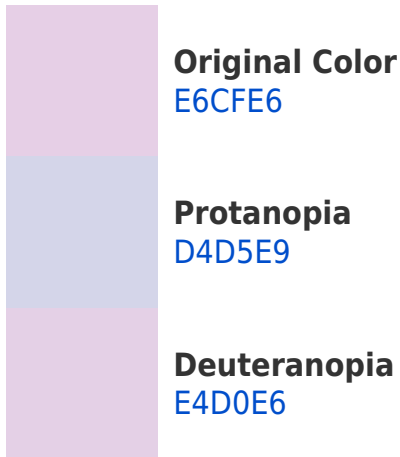 Original Color
E6CFE6
Protanopia
D4D5E9
Deuteranopia
E4D0E6